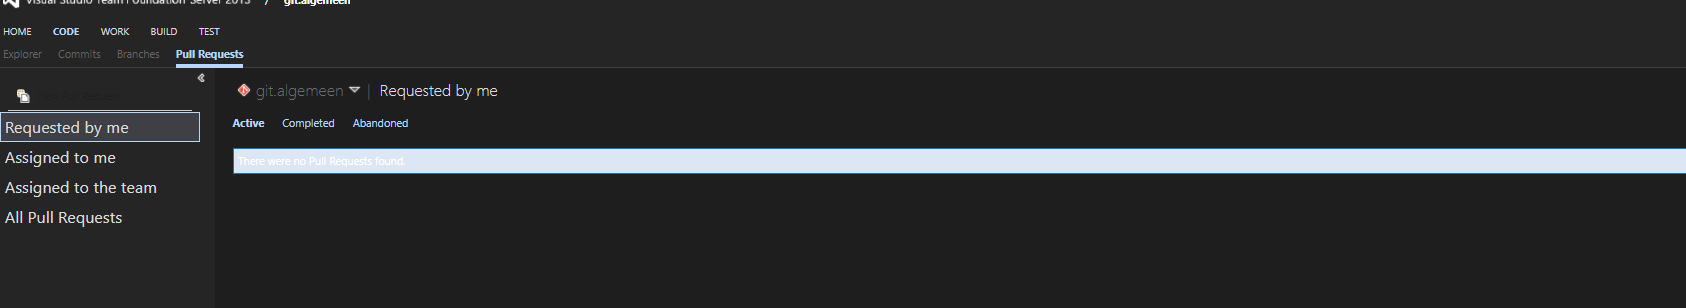 Visual Studio Team Foundation Server 2015 / git.algemeen
HOME CODE WORK BUILD TEST
Explorer Commits Branches Pull Requests
git.algemeen | Requested by me
Requested by me
Assigned to me
Assigned to the team
All Pull Requests
Active Completed Abandoned
There were no Pull Requests found.